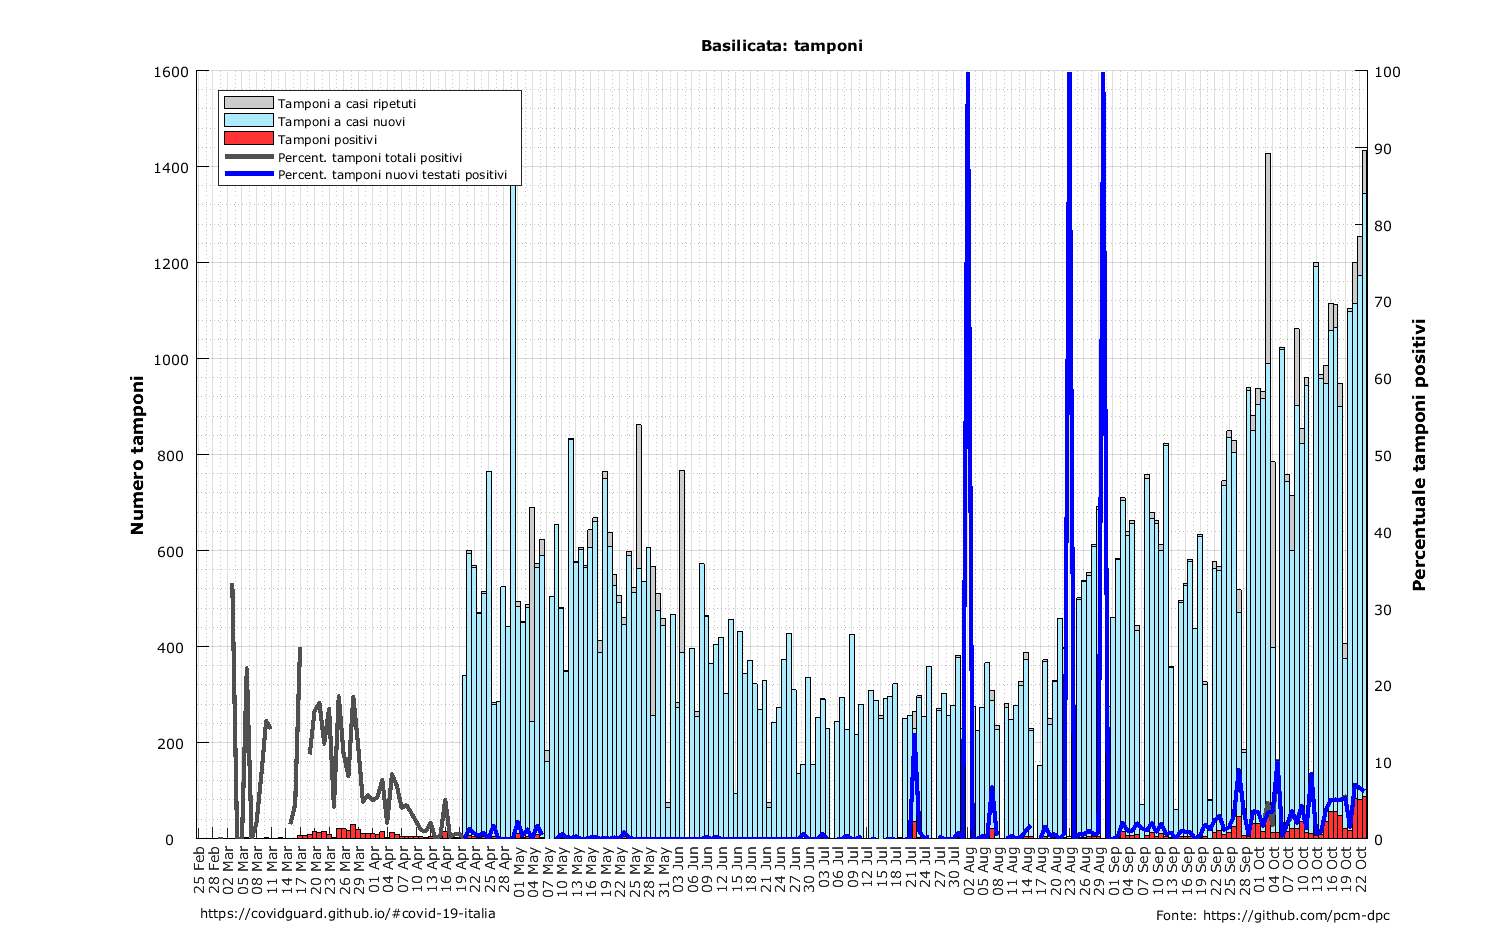 Basilicata: tamponi
1600
1400
1200
1000
800
600
400
200
0
Numero tamponi
Tamponi a casi ripetuti
Tamponi a casi nuovi
Tamponi positivi
Percent. tamponi totali positivi
Percent. tamponi nuovi testati positivi
100
90
80
70
60
50
40
30
20
10
0
Percentuale tamponi positivi
25 Feb
28 Feb
02 Mar
05 Mar
08 Mar
11 Mar
14 Mar
17 Mar
20 Mar
23 Mar
26 Mar
29 Mar
01 Apr
04 Apr
07 Apr
10 Apr
13 Apr
16 Apr
19 Apr
22 Apr
25 Apr
28 Apr
01 May
04 May
07 May
10 May
13 May
16 May
19 May
22 May
25 May
28 May
31 May
03 Jun
06 Jun
09 Jun
12 Jun
15 Jun
18 Jun
21 Jun
24 Jun
27 Jun
30 Jun
03 Jul
06 Jul
09 Jul
12 Jul
15 Jul
18 Jul
21 Jul
24 Jul
27 Jul
30 Jul
02 Aug
05 Aug
08 Aug
11 Aug
14 Aug
17 Aug
20 Aug
23 Aug
26 Aug
29 Aug
01 Sep
04 Sep
07 Sep
10 Sep
13 Sep
16 Sep
19 Sep
22 Sep
25 Sep
28 Sep
01 Oct
04 Oct
07 Oct
10 Oct
13 Oct
16 Oct
19 Oct
22 Oct
https://covidguard.github.io/#covid-19-italia
Fonte: https://github.com/pcm-dpc